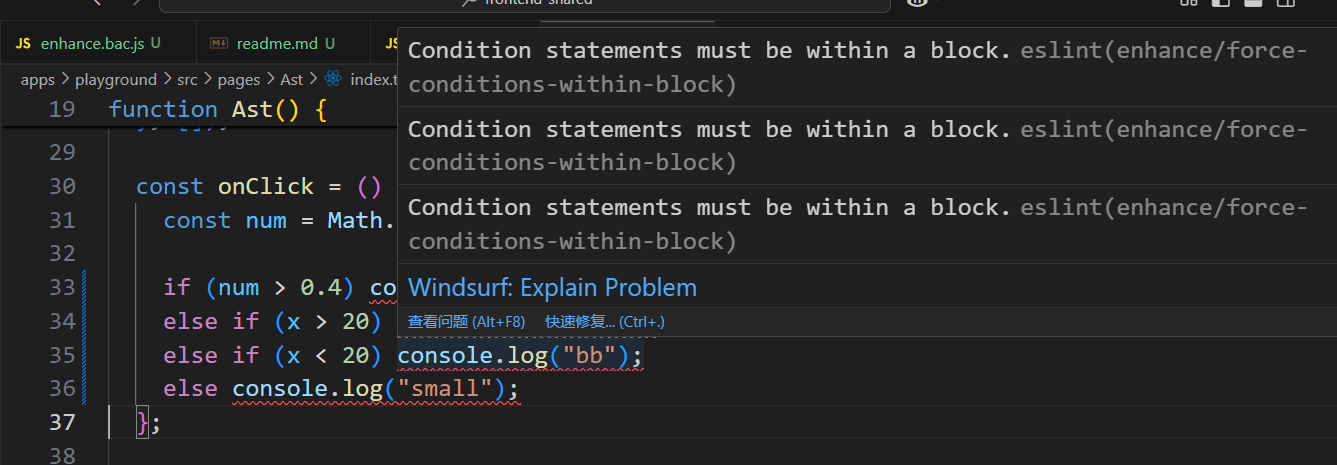 frontend-shared
JS enhance.bac.js U
readme.md U
JS
apps > playground > src > pages > Ast > index.t
19 function Ast() {
29
30 const onClick = ()
31 const num = Math.
32
33 if (num > 0.4) co
34 else if (x > 20)
35 else if (x < 20) console.log("bb");
36 else console.log("small");
37 };
38
Condition statements must be within a block. eslint(enhance/force-
conditions-within-block)
Condition statements must be within a block. eslint(enhance/force-
conditions-within-block)
Condition statements must be within a block. eslint(enhance/force-
conditions-within-block)
Windsurf: Explain Problem
查看问题 (Alt+F8) 快速修复... (Ctrl+.)